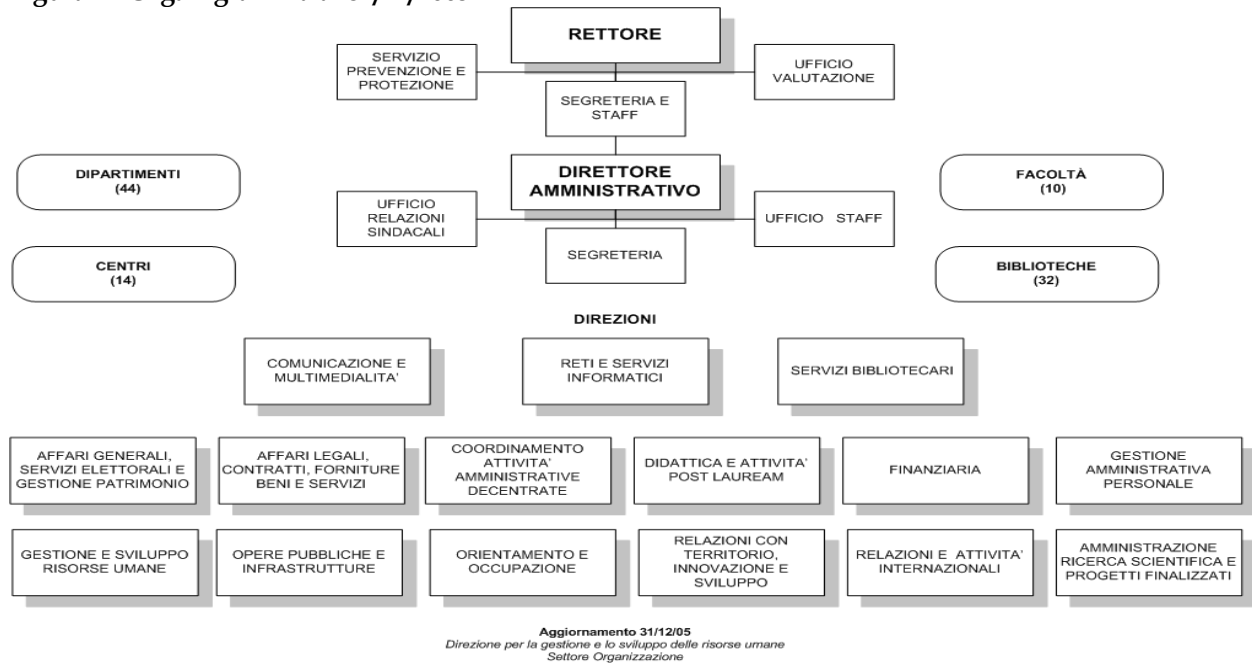 RETTORE
SERVIZIO
PREVENZIONE E
PROTEZIONE
UFFICIO
VALUTAZIONE
SEGRETERIA E
STAFF
DIPARTIMENTI
(44)
DIRETTORE
AMMINISTRATIVO
FACOLTÀ
(10)
UFFICIO
RELAZIONI
SINDACALI
UFFICIO STAFF
SEGRETERIA
CENTRI
(14)
BIBLIOTECHE
(32)
DIREZIONI
COMUNICAZIONE E
MULTIMEDIALITA'
RETI E SERVIZI
INFORMATICI
SERVIZI BIBLIOTECARI
AFFARI GENERALI,
SERVIZI ELETTORALI E
GESTIONE PATRIMONIO
AFFARI LEGALI,
CONTRATTI, FORNITURE
BENI E SERVIZI
COORDINAMENTO
ATTIVITA'
AMMINISTRATIVE
DECENTRATE
DIDATTICA E ATTIVITA'
POST LAUREAM
FINANZIARIA
GESTIONE
AMMINISTRATIVA
PERSONALE
GESTIONE E SVILUPPO
RISORSE UMANE
OPERE PUBBLICHE E
INFRASTRUTTURE
ORIENTAMENTO E
OCCUPAZIONE
RELAZIONI CON
TERRITORIO,
INNOVAZIONE E
SVILUPPO
RELAZIONI E ATTIVITA'
INTERNAZIONALI
AMMINISTRAZIONE
RICERCA SCIENTIFICA E
PROGETTI FINALIZZATI
Aggiornamento 31/12/05
Direzione per la gestione e lo sviluppo delle risorse umane
Settore Organizzazione